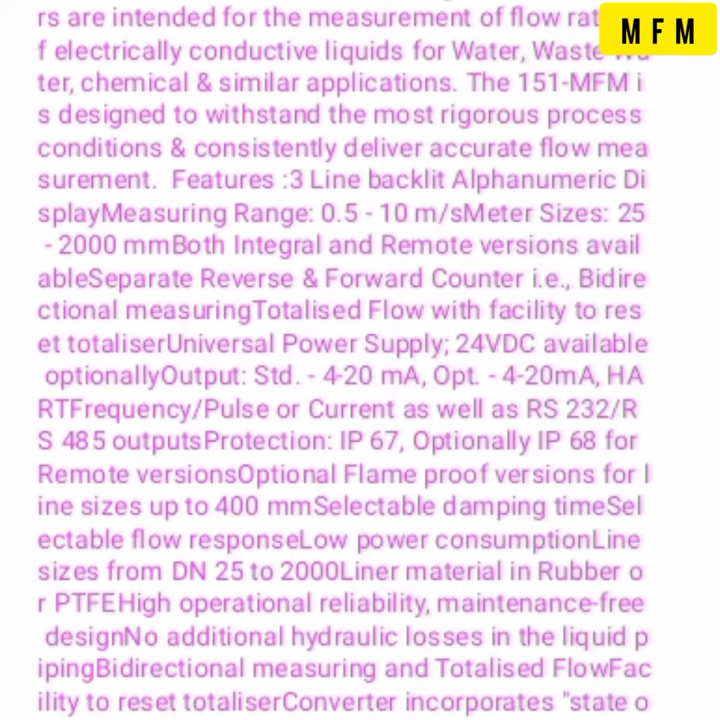 rs are intended for the measurement of flow rat
MFM
f electrically conductive liquids for Water, Waste
ter, chemical & similar applications. The 151-MFM i
s designed to withstand the most rigorous process
conditions & consistently deliver accurate flow mea
surement.  Features :3 Line backlit Alphanumeric Di
splayMeasuring Range: 0.5 - 10 m/sMeter Sizes: 25
- 2000 mmBoth Integral and Remote versions avail
ableSeparate Reverse & Forward Counter i.e., Bidire
ctional measuringTotalised Flow with facility to res
et totaliserUniversal Power Supply; 24VDC available
optionallyOutput: Std. - 4-20 mA, Opt. - 4-20mA, HA
RTFrequency/Pulse or Current as well as RS 232/R
S 485 outputsProtection: IP 67, Optionally IP 68 for
Remote versionsOptional Flame proof versions for l
ine sizes up to 400 mmSelectable damping timeSel
ectable flow responseLow power consumptionLine
sizes from DN 25 to 2000Liner material in Rubber o
r PTFEHigh operational reliability, maintenance-free
designNo additional hydraulic losses in the liquid p
ipingBidirectional measuring and Totalised FlowFac
ility to reset totaliserConverter incorporates "state o